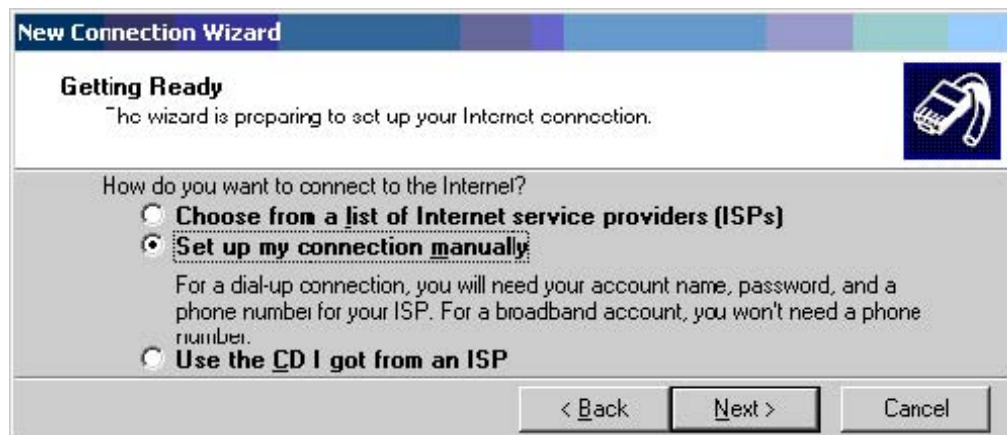 New Connection Wizard
Getting Ready
The wizard is preparing to set up your Internet connection.
How do you want to connect to the Internet?
Choose from a list of Internet service providers (ISPs)
Set up my connection manually
For a dial-up connection, you will need your account name, password, and a
phone number for your ISP. For a broadband account, you won't need a phone
number.
Use the CD I got from an ISP
< Back Next > Cancel